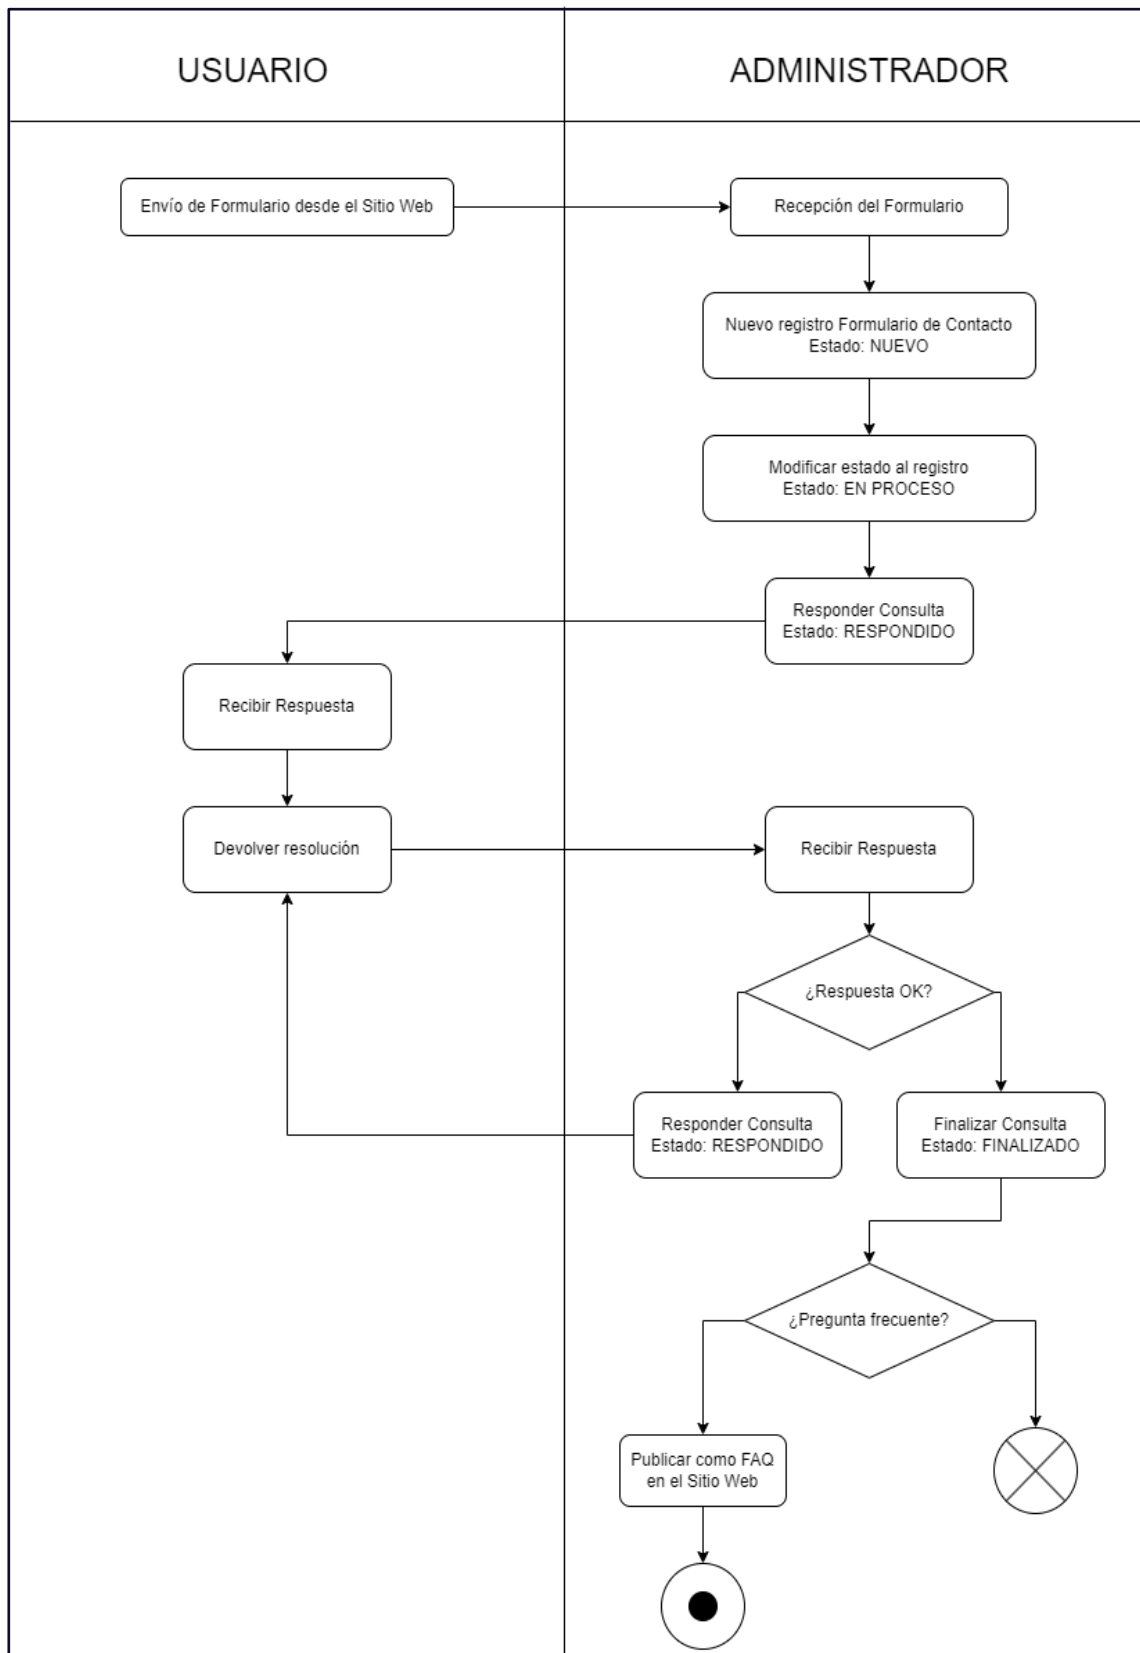 USUARIO
ADMINISTRADOR
Envío de Formulario desde el Sitio Web
Recepción del Formulario
Nuevo registro Formulario de Contacto
Estado: NUEVO
Modificar estado al registro
Estado: EN PROCESO
Responder Consulta
Estado: RESPONDIDO
Recibir Respuesta
Devolver resolución
Recibir Respuesta
¿Respuesta OK?
Responder Consulta
Estado: RESPONDIDO
Finalizar Consulta
Estado: FINALIZADO
¿Pregunta frecuente?
Publicar como FAQ
en el Sitio Web